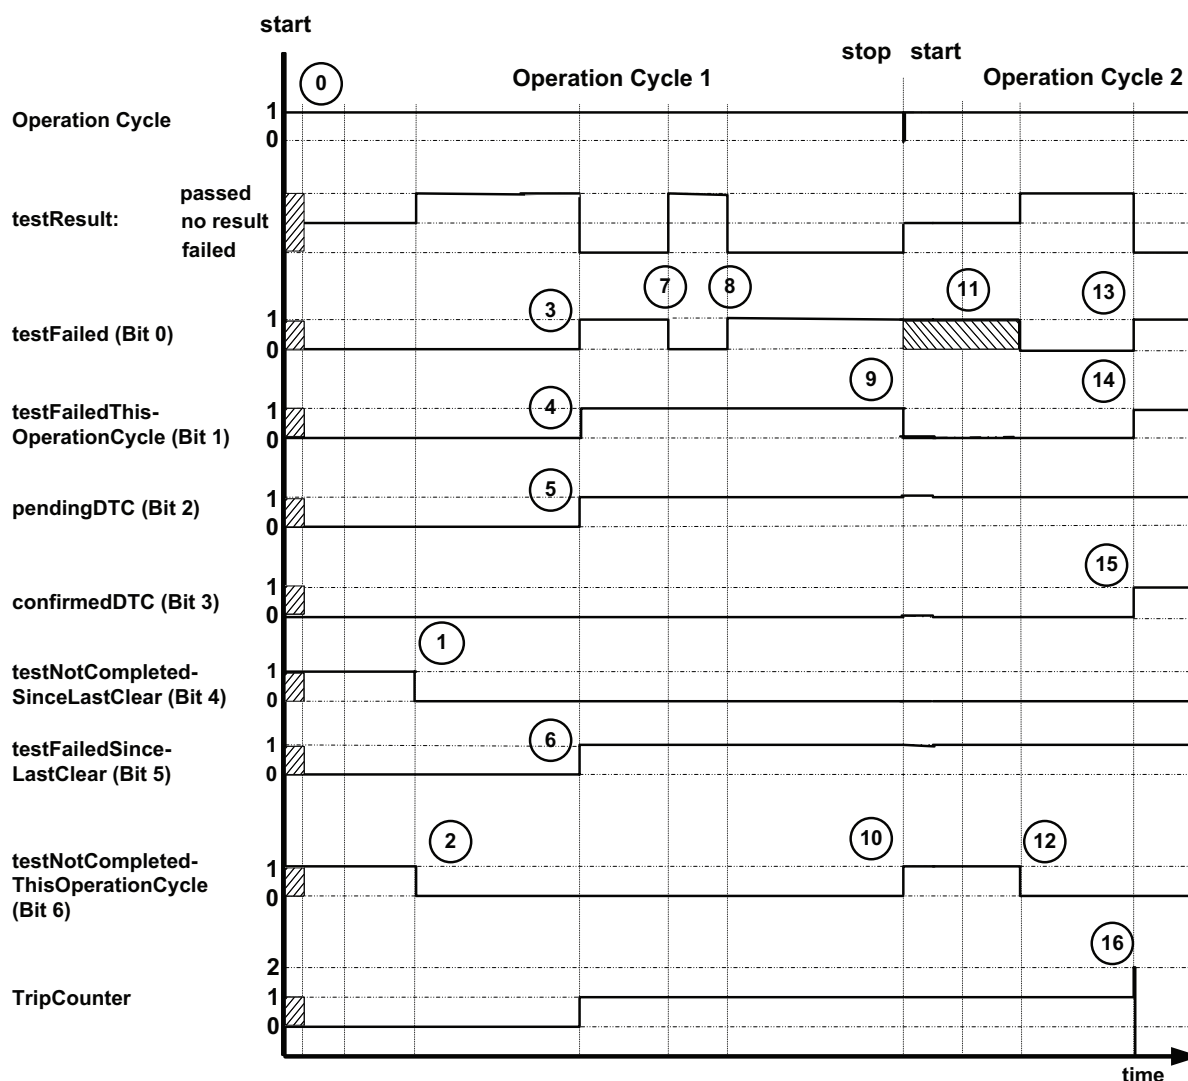 start
stop start
0
Operation Cycle 1
Operation Cycle 2
Operation Cycle
1
0
testResult:
passed
no result
failed
7
8
11
13
3
testFailed (Bit 0)
1
0
9
14
4
testFailedThis-
OperationCycle (Bit 1)
1
0
5
pendingDTC (Bit 2)
1
0
15
confirmedDTC (Bit 3)
1
0
1
testNotCompleted-
SinceLastClear (Bit 4)
1
0
6
testFailedSince-
LastClear (Bit 5)
1
0
2
10
12
testNotCompleted-
ThisOperationCycle
(Bit 6)
1
0
16
TripCounter
2
1
0
time